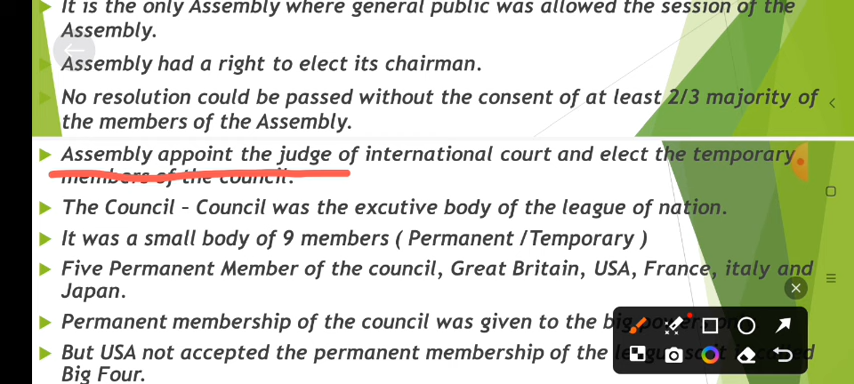 It is the only Assembly where general public was allowed the session of the
Assembly.
Assembly had a right to elect its chairman.
No resolution could be passed without the consent of at least 2/3 majority of
the members of the Assembly.
Assembly appoint the judge of international court and elect the temporary
members of the council.
The Council – Council was the excutive body of the league of nation.
It was a small body of 9 members ( Permanent /Temporary )
Five Permanent Member of the council, Great Britain, USA, France, italy and
Japan.
Permanent membership of the council was given to the big
But USA not accepted the permanent membership of the
Big Four.